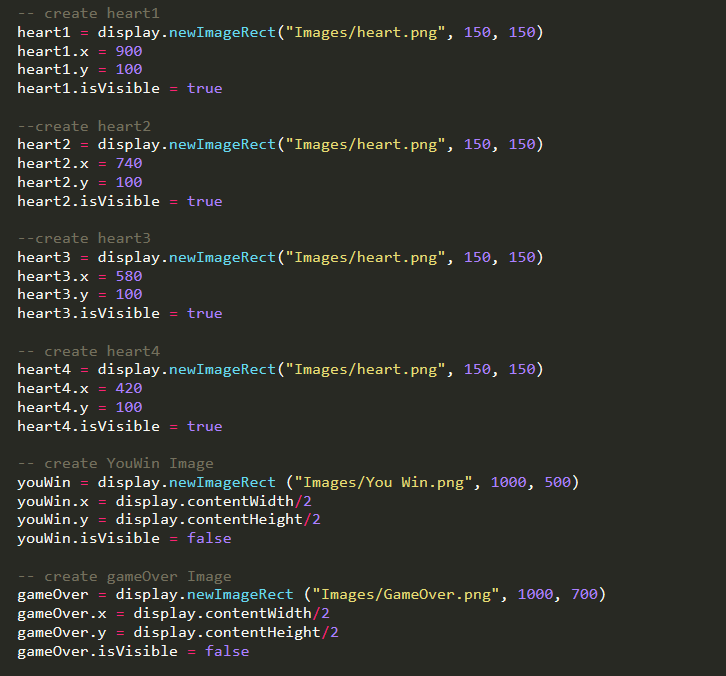 -- create heart1
heart1 = display.newImageRect("Images/heart.png", 150, 150)
heart1.x = 900
heart1.y = 100
heart1.isVisible = true
--create heart2
heart2 = display.newImageRect("Images/heart.png", 150, 150)
heart2.x = 740
heart2.y = 100
heart2.isVisible = true
--create heart3
heart3 = display.newImageRect("Images/heart.png", 150, 150)
heart3.x = 580
heart3.y = 100
heart3.isVisible = true
-- create heart4
heart4 = display.newImageRect("Images/heart.png", 150, 150)
heart4.x = 420
heart4.y = 100
heart4.isVisible = true
-- create YouWin Image
youWin = display.newImageRect ("Images/You Win.png", 1000, 500)
youWin.x = display.contentWidth/2
youWin.y = display.contentHeight/2
youWin.isVisible = false
-- create gameOver Image
gameOver = display.newImageRect ("Images/GameOver.png", 1000, 700)
gameOver.x = display.contentWidth/2
gameOver.y = display.contentHeight/2
gameOver.isVisible = false